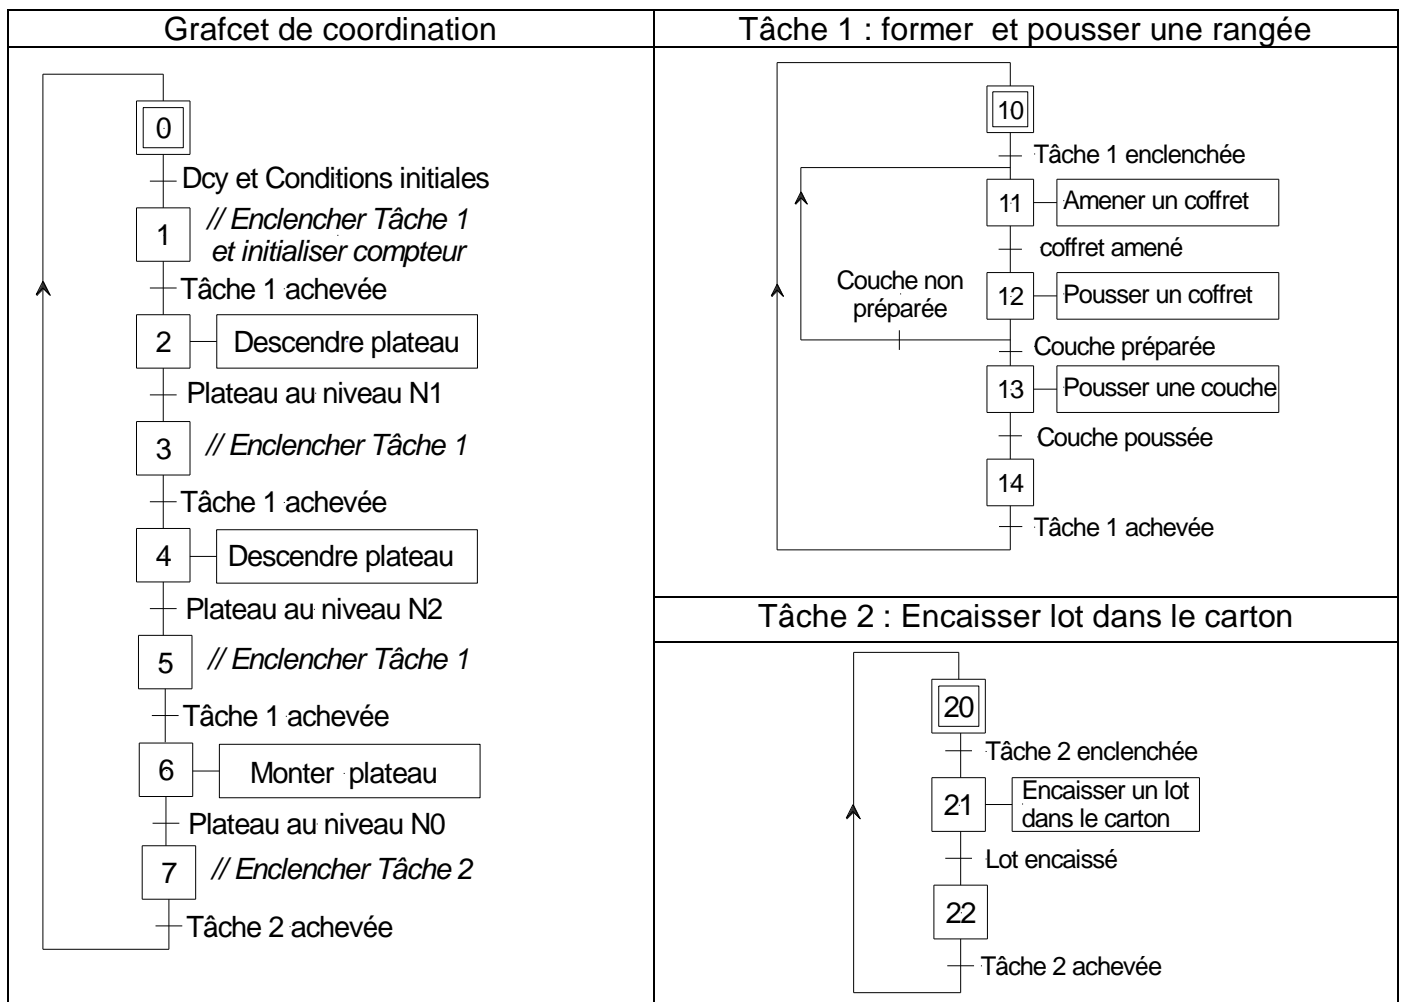 Grafcet de coordination
0
Dcy et Conditions initiales
1
// Enclencher Tâche 1
et initialiser compteur
Tâche 1 achevée
2
Descendre plateau
Plateau au niveau N1
3
// Enclencher Tâche 1
Tâche 1 achevée
4
Descendre plateau
Plateau au niveau N2
5
// Enclencher Tâche 1
Tâche 1 achevée
6
Monter plateau
Plateau au niveau N0
7
// Enclencher Tâche 2
Tâche 2 achevée
Tâche 1 : former et pousser une rangée
10
Tâche 1 enclenchée
11
Amener un coffret
coffret amené
Couche non
préparée
12
Pousser un coffret
Couche préparée
13
Pousser une couche
Couche poussée
14
Tâche 1 achevée
Tâche 2 : Encaisser lot dans le carton
20
Tâche 2 enclenchée
21
Encaisser un lot
dans le carton
Lot encaissé
22
Tâche 2 achevée